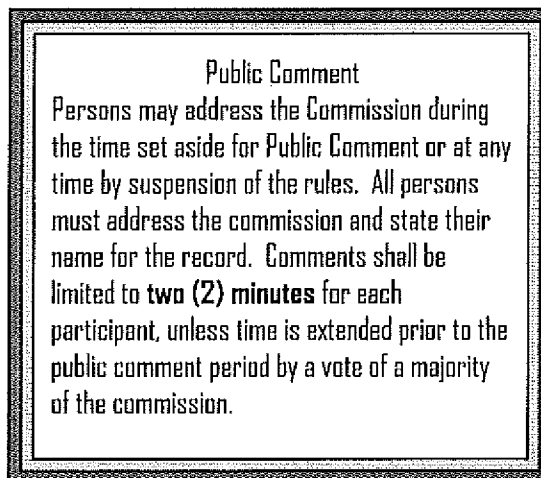 Public Comment
Persons may address the Commission during
the time set aside for Public Comment or at any
time by suspension of the rules.  All persons
must address the commission and state their
name for the record.  Comments shall be
limited to two (2) minutes for each
participant, unless time is extended prior to the
public comment period by a vote of a majority
of the commission.